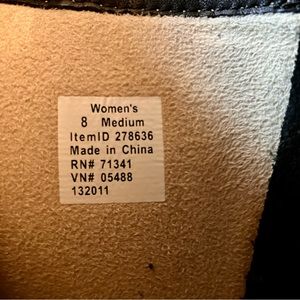 Women's
8 Medium
ItemID 278636
Made in China
RN# 71341
VN# 05488
132011